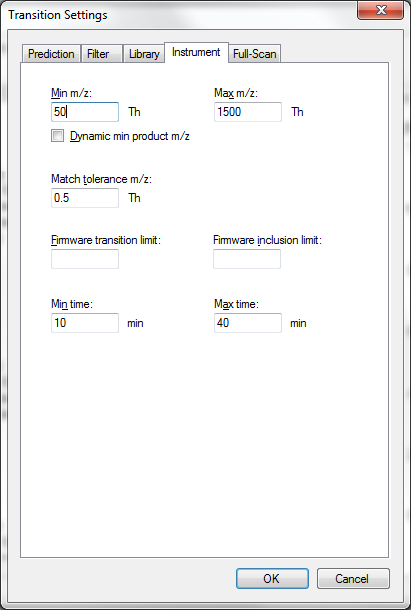 Transition Settings
Prediction Filter Library Instrument Full-Scan
Min m/z: Max m/z:
50 Th 1500 Th
Dynamic min product m/z
Match tolerance m/z:
0.5 Th
Firmware transition limit: Firmware inclusion limit:
Min time: Max time:
10 min 40 min
OK Cancel